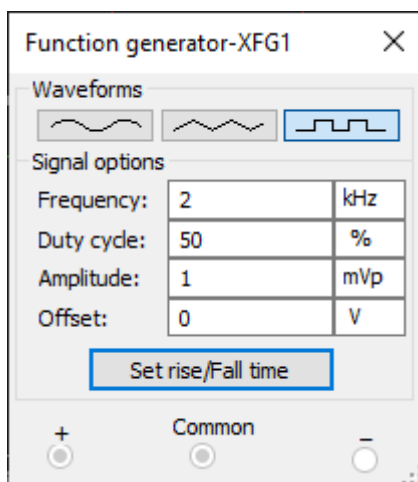 Function generator-XFG1
Waveforms
Signal options
Frequency: 2 kHz
Duty cycle: 50 %
Amplitude: 1 mVp
Offset: 0 V
Set rise/Fall time
+ Common −